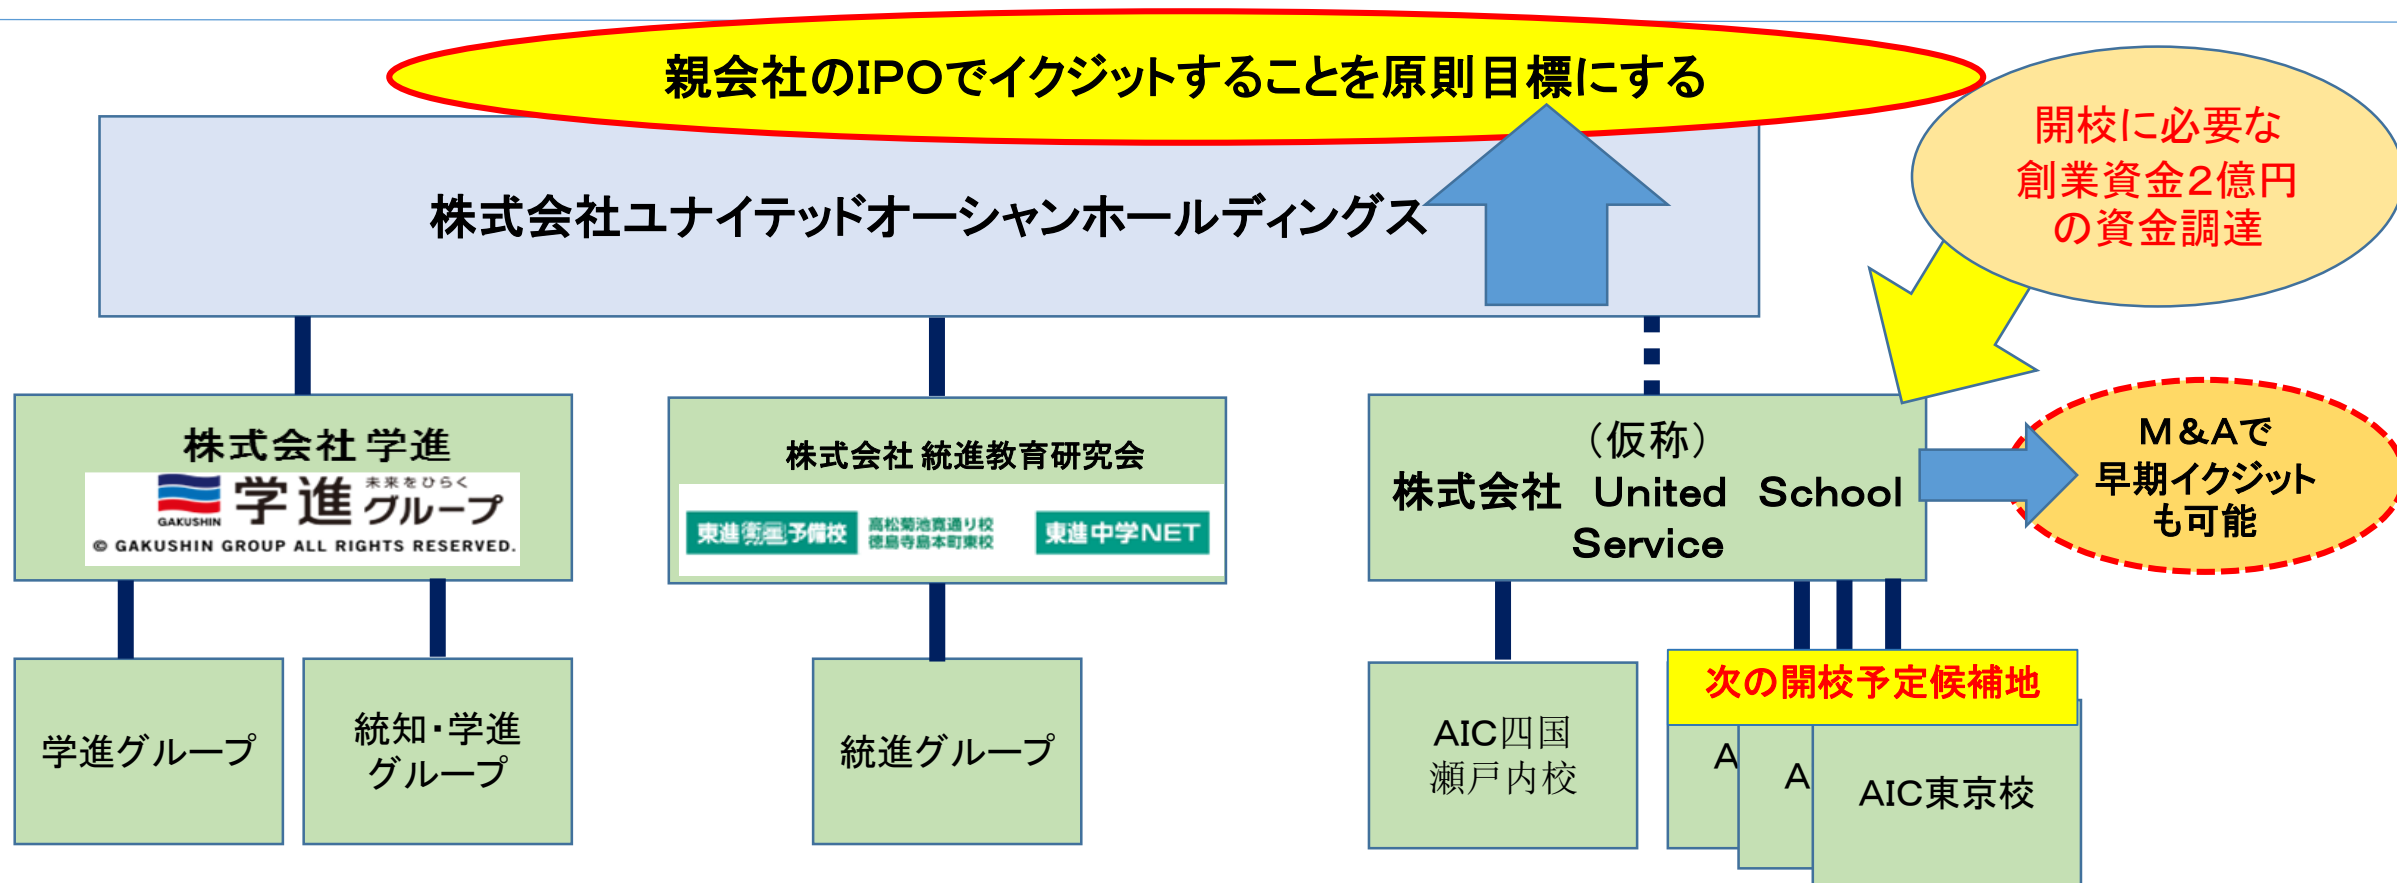 親会社のIPOでイクジットすることを原則目標にする
開校に必要な
創業資金2億円
の資金調達
株式会社ユナイテッドオーシャンホールディングス
株式会社 学進
未来をひらく
学進グループ
GAKUSHIN
© GAKUSHIN GROUP ALL RIGHTS RESERVED.
株式会社 統進教育研究会
東進衛星予備校
高松菊池寛通り校
徳島寺島本町東校
東進中学NET
（仮称）
株式会社　United　School
Service
M&Aで
早期イクジット
も可能
学進グループ
統知・学進
グループ
統進グループ
AIC四国
瀬戸内校
次の開校予定候補地
A
A
AIC東京校